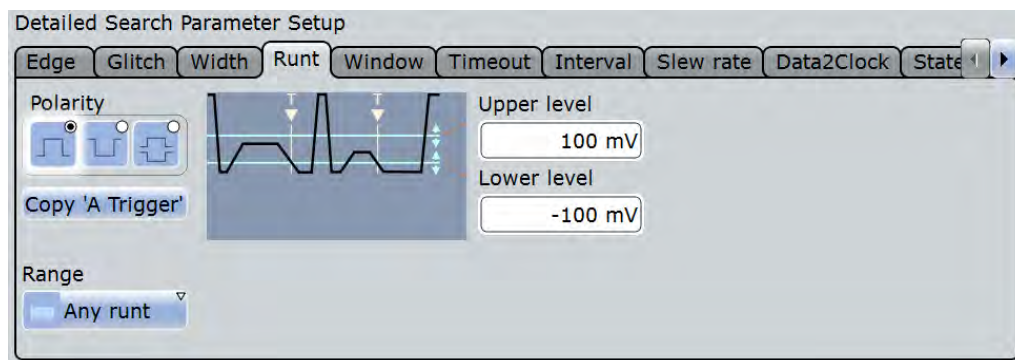 Detailed Search Parameter Setup
Edge Glitch Width Runt Window Timeout Interval Slew rate Data2Clock State
Polarity
T T
Upper level
100 mV
Lower level
Copy 'A Trigger'
-100 mV
Range
Any runt